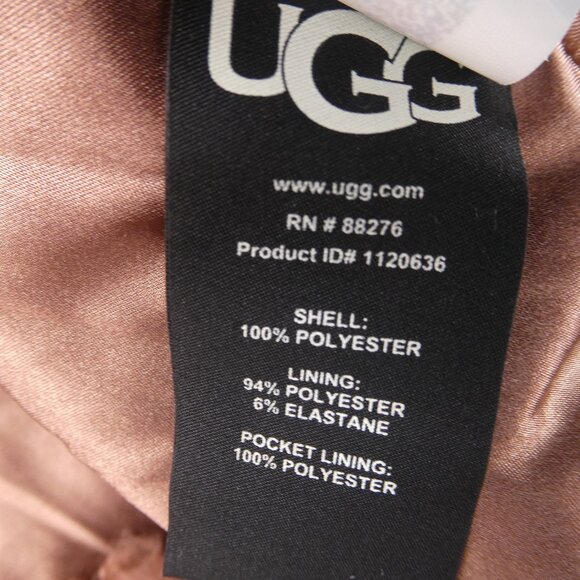 UGG
www.ugg.com
RN # 88276
Product ID# 1120636
SHELL:
100% POLYESTER
LINING:
94% POLYESTER
6% ELASTANE
POCKET LINING:
100% POLYESTER